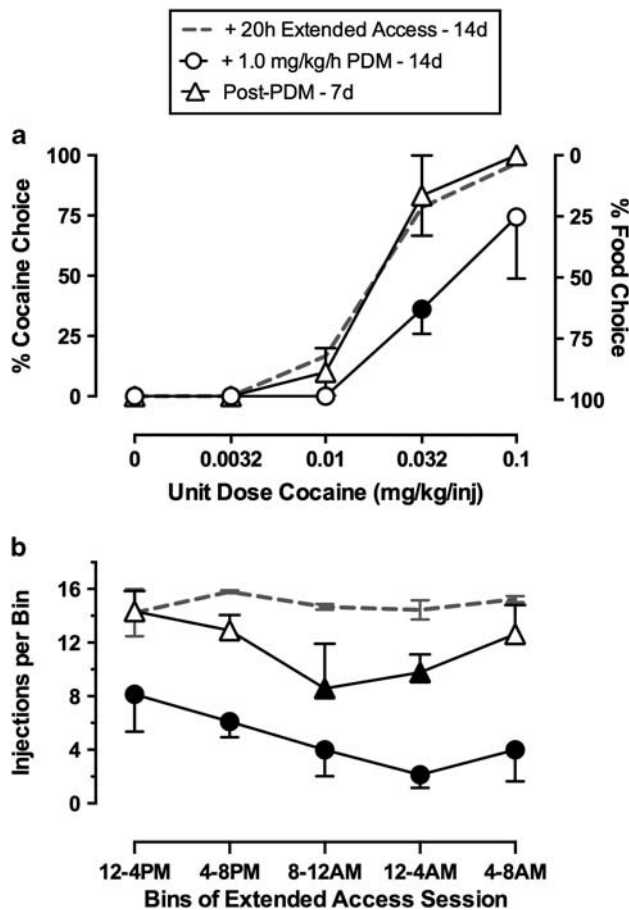 + 20h Extended Access - 14d
+ 1.0 mg/kg/h PDM - 14d
Post-PDM - 7d
a
100
75
50
25
0
% Cocaine Choice
0
25
50
75
100
% Food Choice
0
0.0032
0.01
0.032
0.1
Unit Dose Cocaine (mg/kg/inj)
b
16
12
8
4
0
Injections per Bin
12-4PM
4-8PM
8-12AM
12-4AM
4-8AM
Bins of Extended Access Session